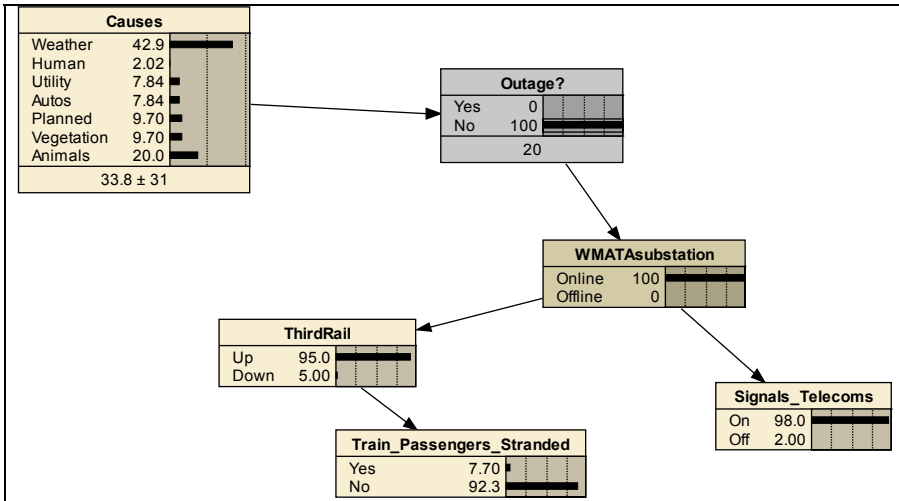 Causes
Weather 42.9
Human 2.02
Utility 7.84
Autos 7.84
Planned 9.70
Vegetation 9.70
Animals 20.0
33.8 ± 31
Outage?
Yes 0
No 100
20
WMATAsubstation
Online 100
Offline 0
ThirdRail
Up 95.0
Down 5.00
Signals_Telecoms
On 98.0
Off 2.00
Train_Passengers_Stranded
Yes 7.70
No 92.3